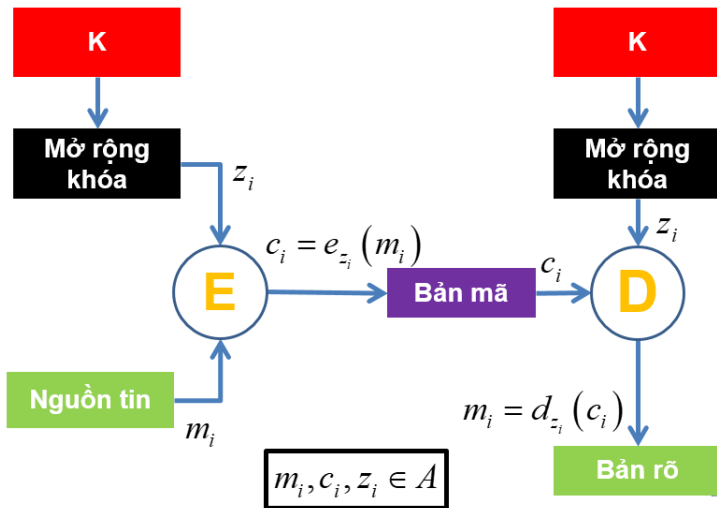 K
K
Mở rộng
khóa
Mở rộng
khóa
z_i
z_i
c_i = e_{z_i}(m_i)
c_i
E
Bản mã
D
Nguồn tin
m_i
m_i = d_{z_i}(c_i)
m_i, c_i, z_i ∈ A
Bản rõ